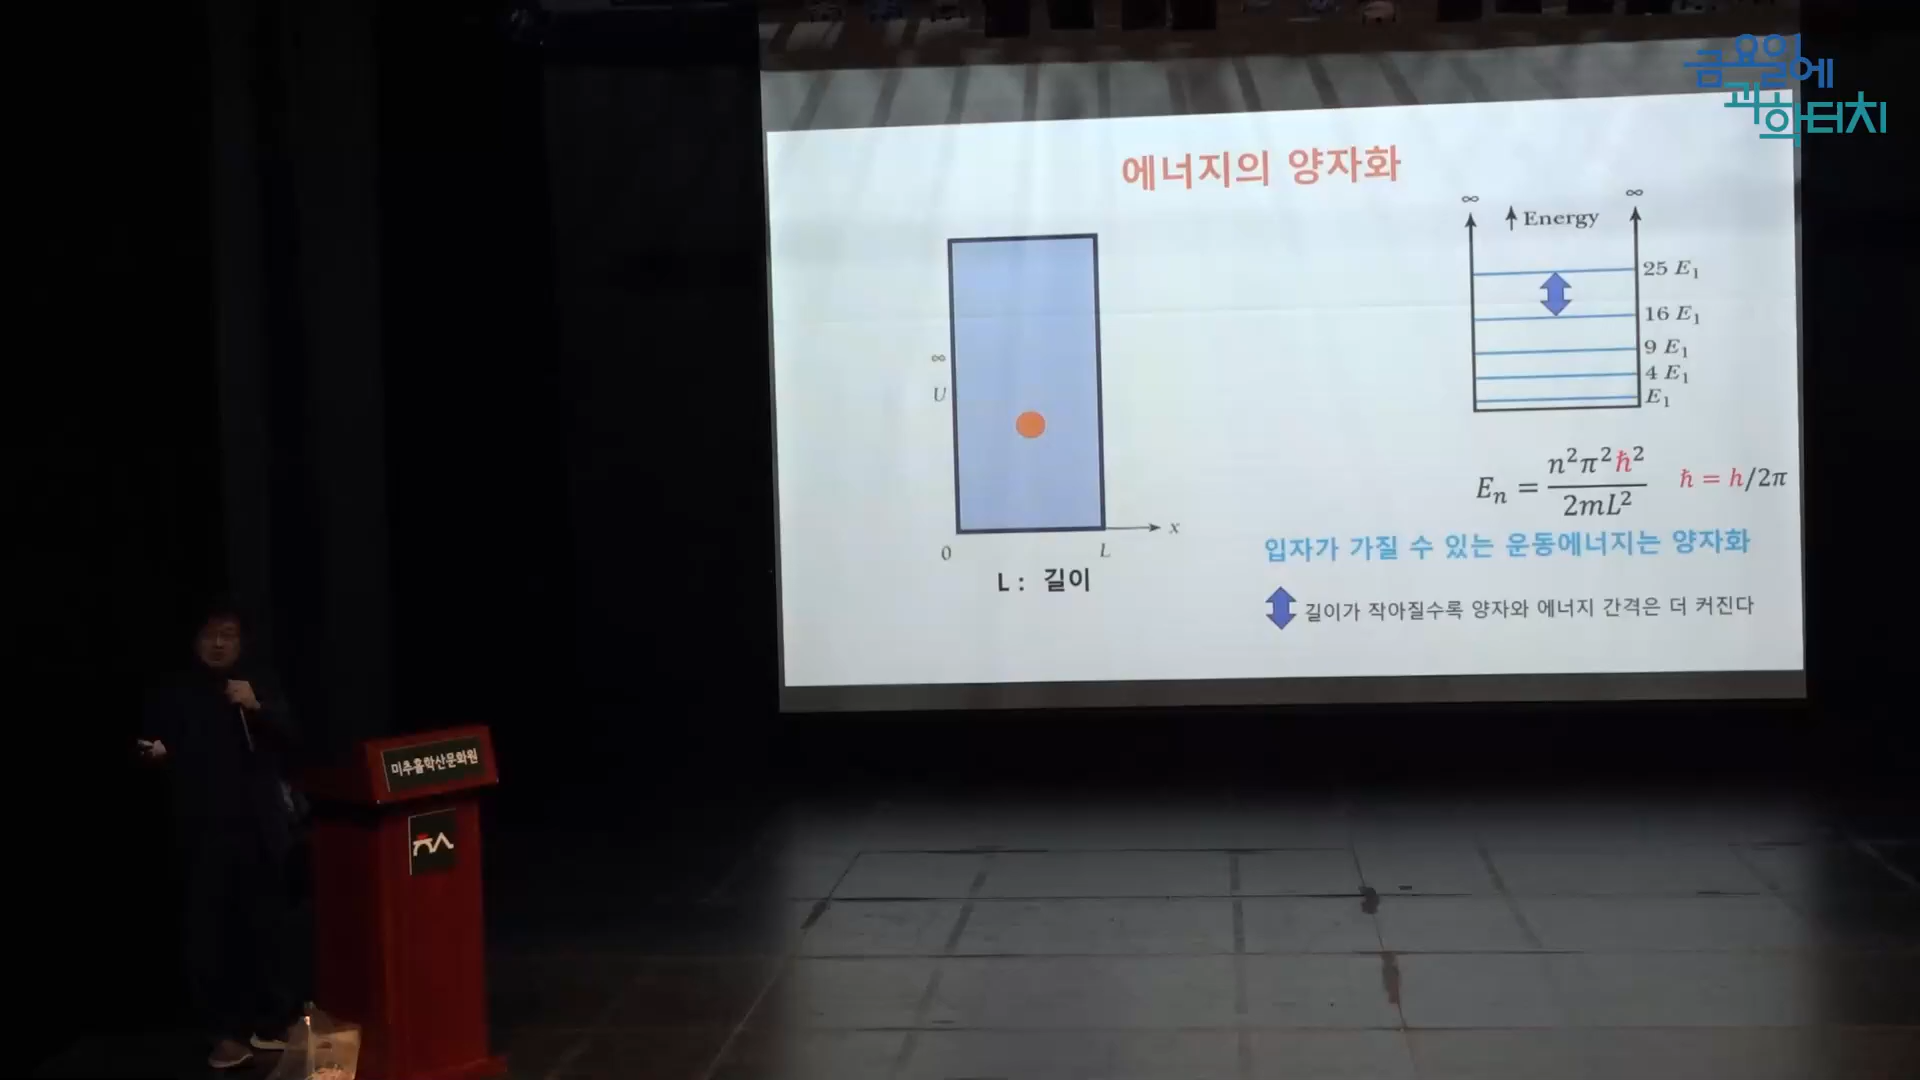 금요일에
과학터치
에너지의 양자화
∞ ∞
↑ Energy
25 E₁
16 E₁
9 E₁
4 E₁
E₁
∞
U
0 L x
L : 길이
Eₙ = n²π²ħ² / 2mL² ħ = h/2π
입자가 가질 수 있는 운동에너지는 양자화
길이가 작아질수록 양자와 에너지 간격은 더 커진다
미추홀학산문화원